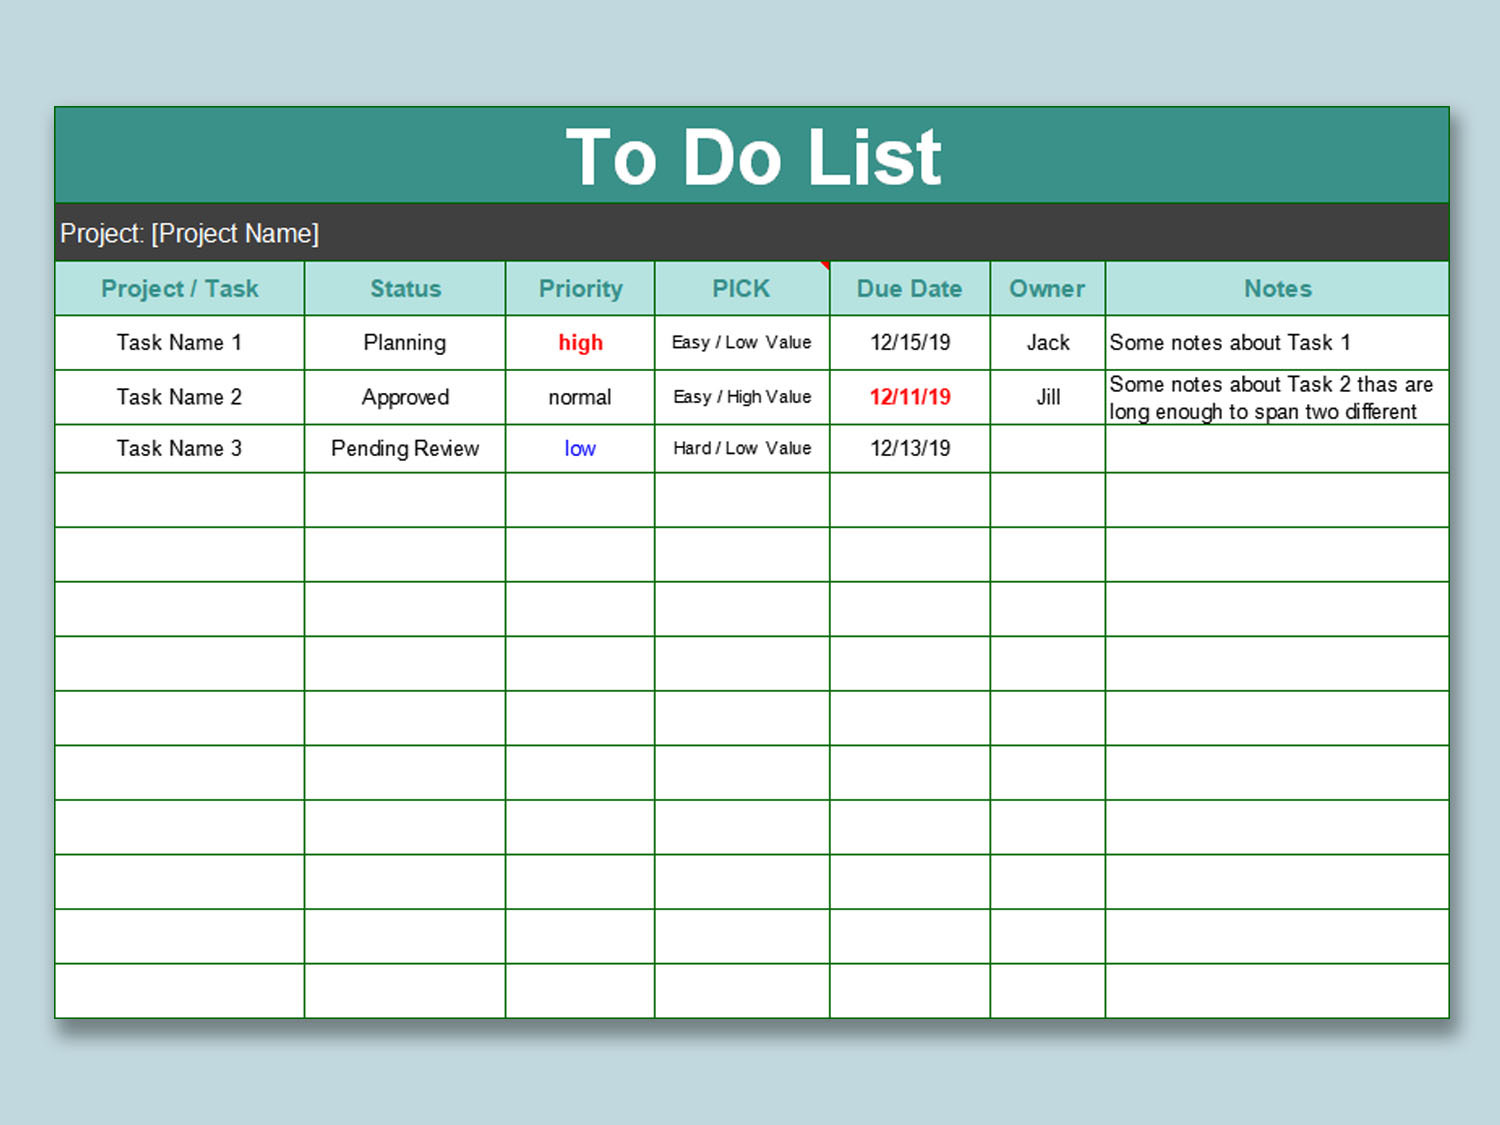 To Do List
Project: [Project Name]
Project / Task Status Priority PICK Due Date Owner Notes
Task Name 1 Planning high Easy / Low Value 12/15/19 Jack Some notes about Task 1
Task Name 2 Approved normal Easy / High Value 12/11/19 Jill Some notes about Task 2 thas are
long enough to span two different
Task Name 3 Pending Review low Hard / Low Value 12/13/19